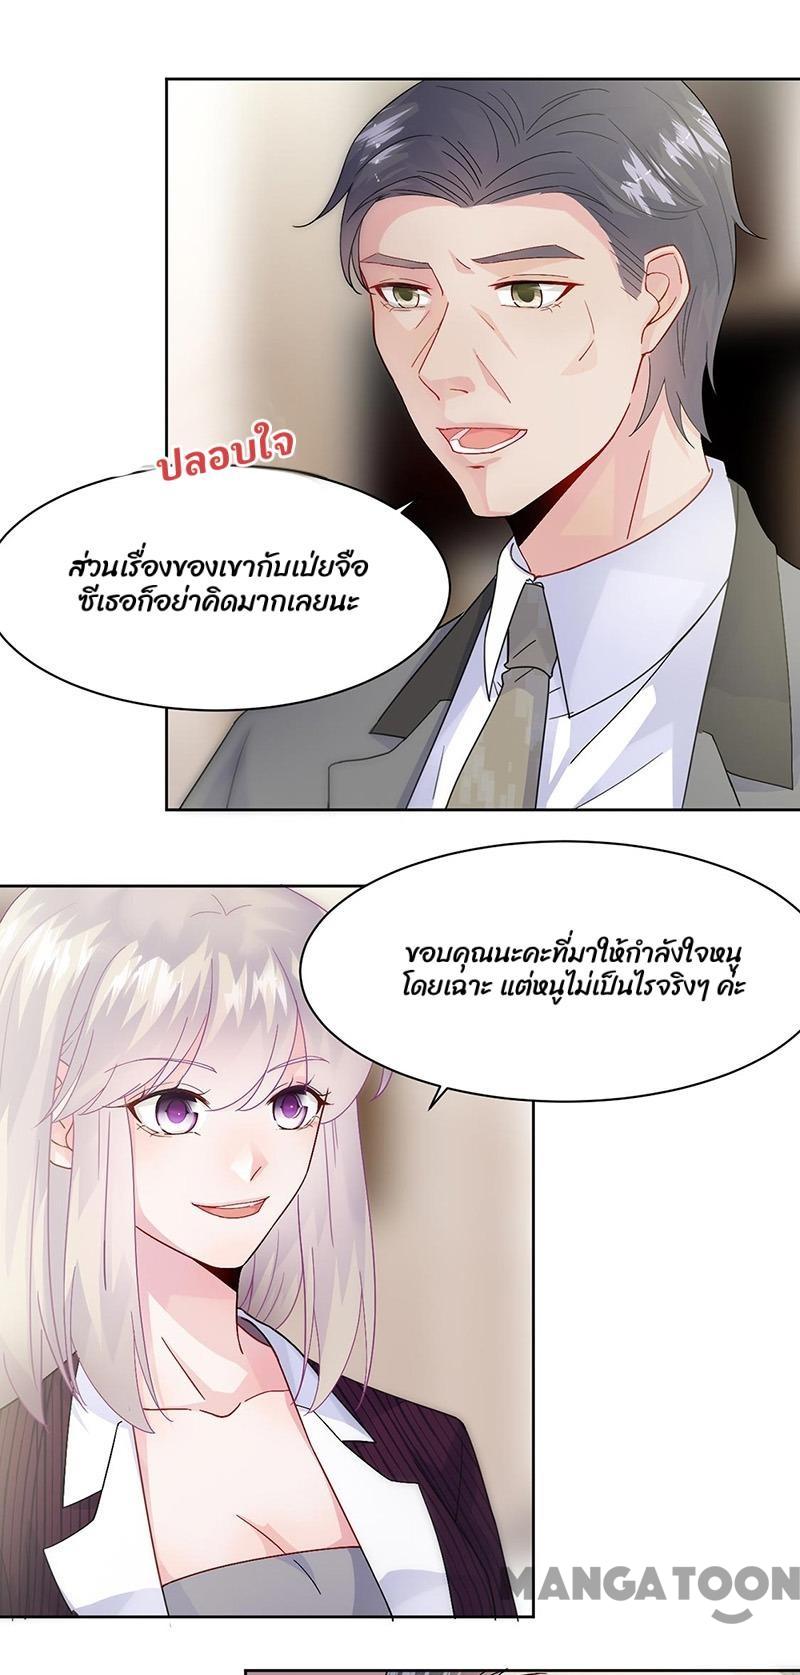 ปลอบใจ
ส่วนเรื่องของเขากับเป่ยจือ
ซีเธอก็อย่าคิดมากเลยนะ
ขอบคุณนะคะที่มาให้กำลังใจหนู
โดยเฉาะ แต่หนูไม่เป็นไรจริงๆ ค่ะ
MANGATOON